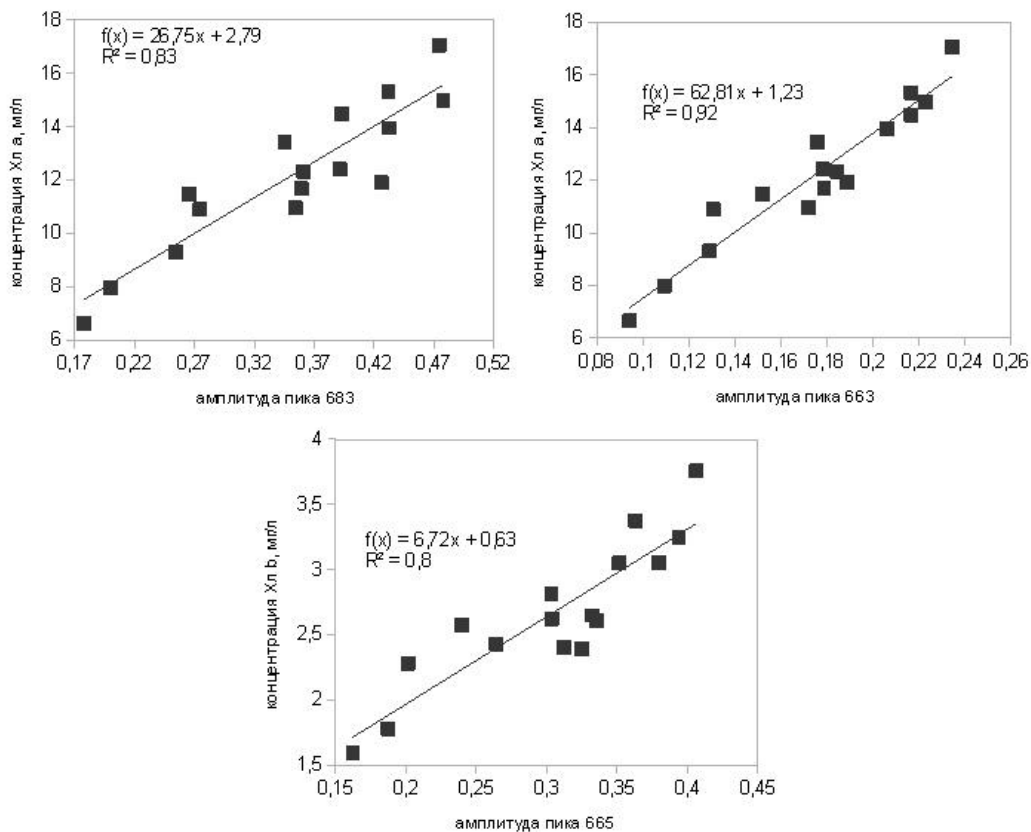 f(x) = 26,75x + 2,79
R² = 0,83
концентрация Хл a, мг/л
18
16
14
12
10
8
6
0,17 0,22 0,27 0,32 0,37 0,42 0,47 0,52
амплитуда пика 683
f(x) = 62,81x + 1,23
R² = 0,92
концентрация Хл a, мг/л
18
16
14
12
10
8
6
0,08 0,1 0,12 0,14 0,16 0,18 0,2 0,22 0,24 0,26
амплитуда пика 663
f(x) = 6,72x + 0,63
R² = 0,8
концентрация Хл b, мг/л
4
3,5
3
2,5
2
1,5
0,15 0,2 0,25 0,3 0,35 0,4 0,45
амплитуда пика 665